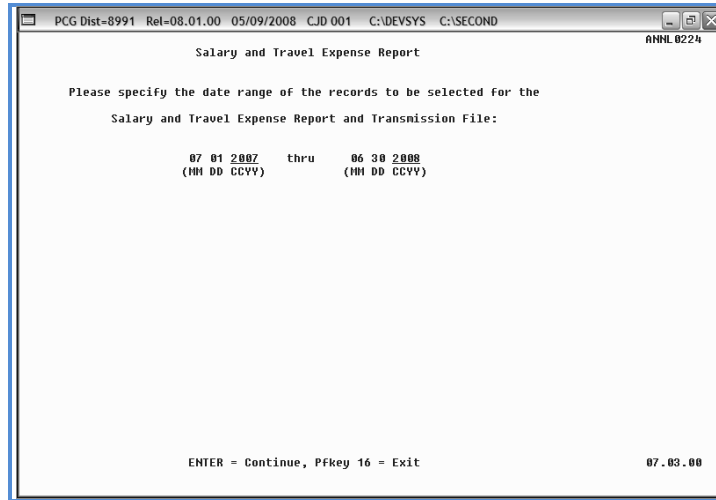 PCG Dist=8991 Rel=08.01.00 05/09/2008 CJD 001 C:\DEVSYS C:\SECOND
ANNL0224
Salary and Travel Expense Report
Please specify the date range of the records to be selected for the
Salary and Travel Expense Report and Transmission File:
07 01 2007 thru 06 30 2008
(MM DD CCYY) (MM DD CCYY)
ENTER = Continue, Pfkey 16 = Exit 07.03.00